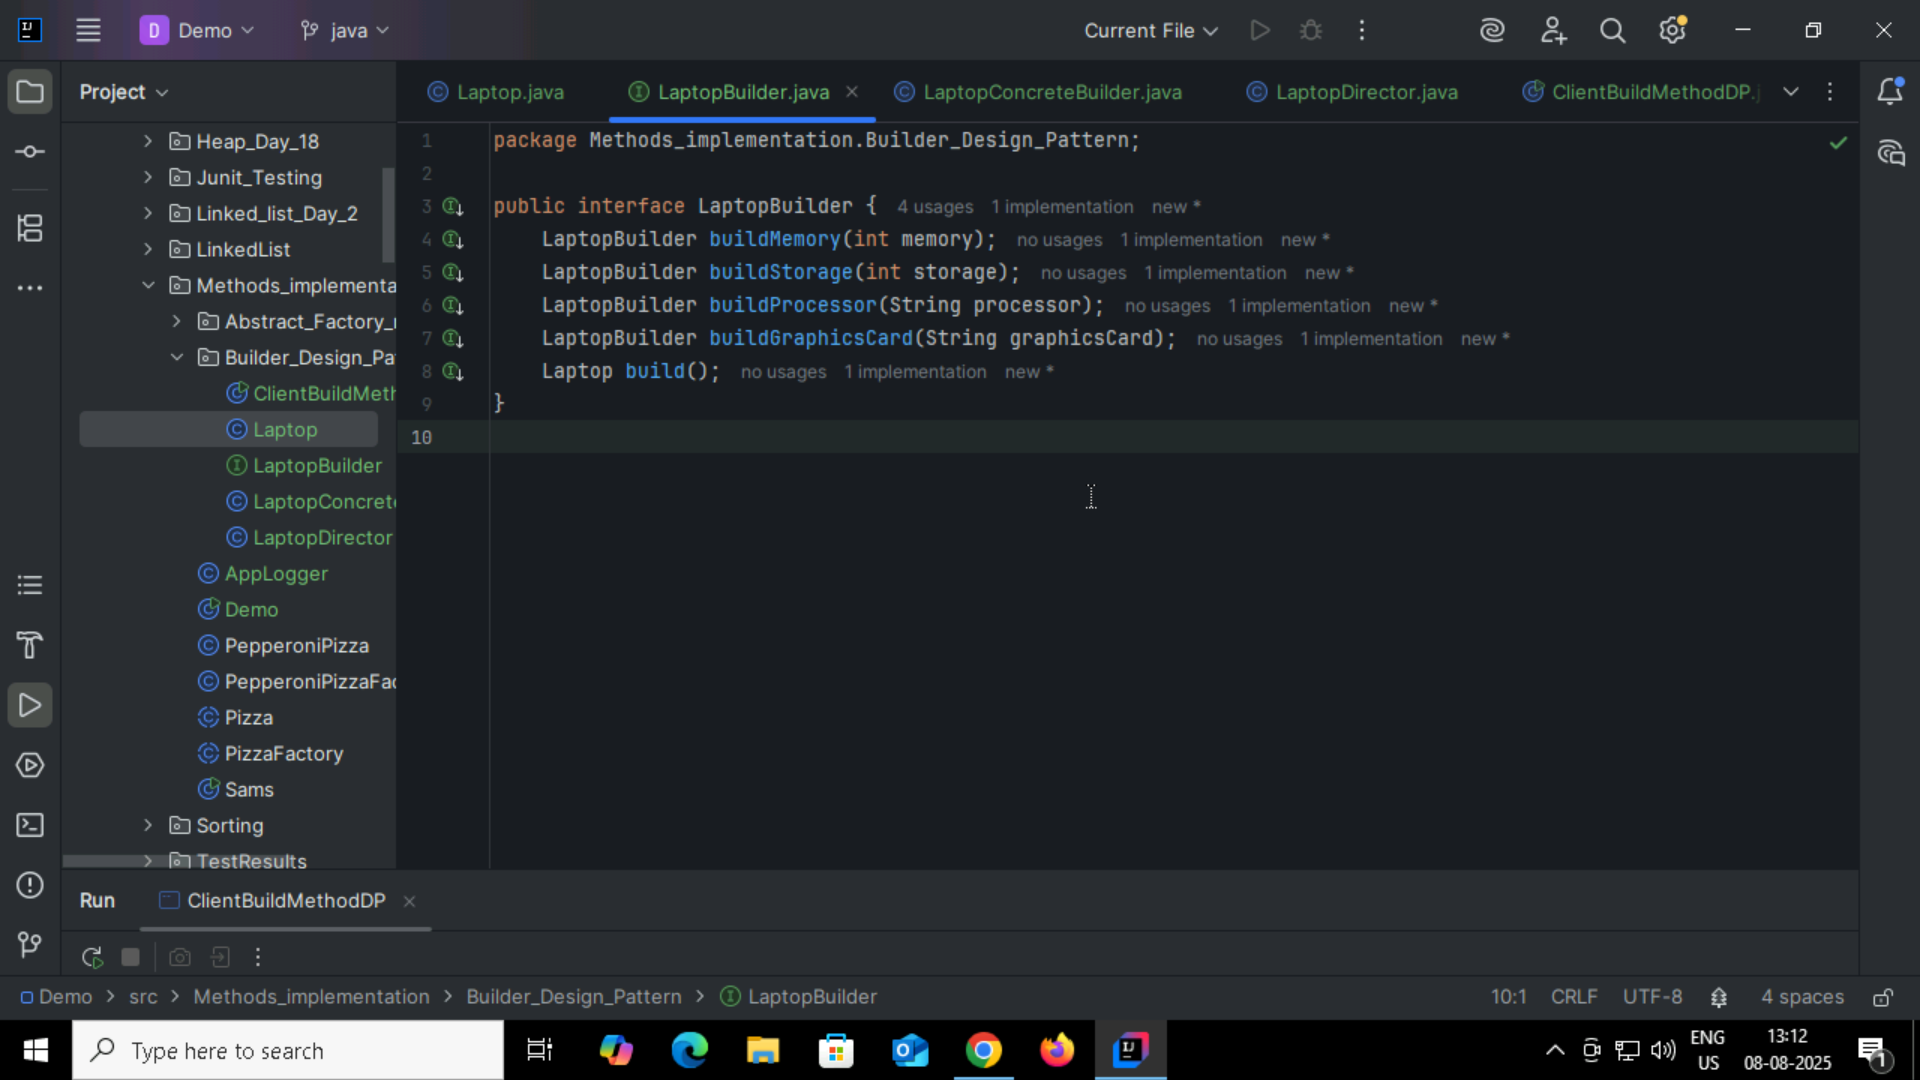 D Demo java Current File
Project
Laptop.java LaptopBuilder.java LaptopConcreteBuilder.java LaptopDirector.java ClientBuildMethodDP.j
Heap_Day_18
Junit_Testing
Linked_list_Day_2
LinkedList
Methods_implementa
Abstract_Factory_
Builder_Design_Pa
ClientBuildMeth
Laptop
LaptopBuilder
LaptopConcrete
LaptopDirector
AppLogger
Demo
PepperoniPizza
PepperoniPizzaFac
Pizza
PizzaFactory
Sams
Sorting
TestResults
1 package Methods_implementation.Builder_Design_Pattern;
2
3 public interface LaptopBuilder { 4 usages 1 implementation new *
4 LaptopBuilder buildMemory(int memory); no usages 1 implementation new *
5 LaptopBuilder buildStorage(int storage); no usages 1 implementation new *
6 LaptopBuilder buildProcessor(String processor); no usages 1 implementation new *
7 LaptopBuilder buildGraphicsCard(String graphicsCard); no usages 1 implementation new *
8 Laptop build(); no usages 1 implementation new *
9 }
10
Run ClientBuildMethodDP
Demo > src > Methods_implementation > Builder_Design_Pattern > LaptopBuilder 10:1 CRLF UTF-8 4 spaces
Type here to search
ENG
US
13:12
08-08-2025
1